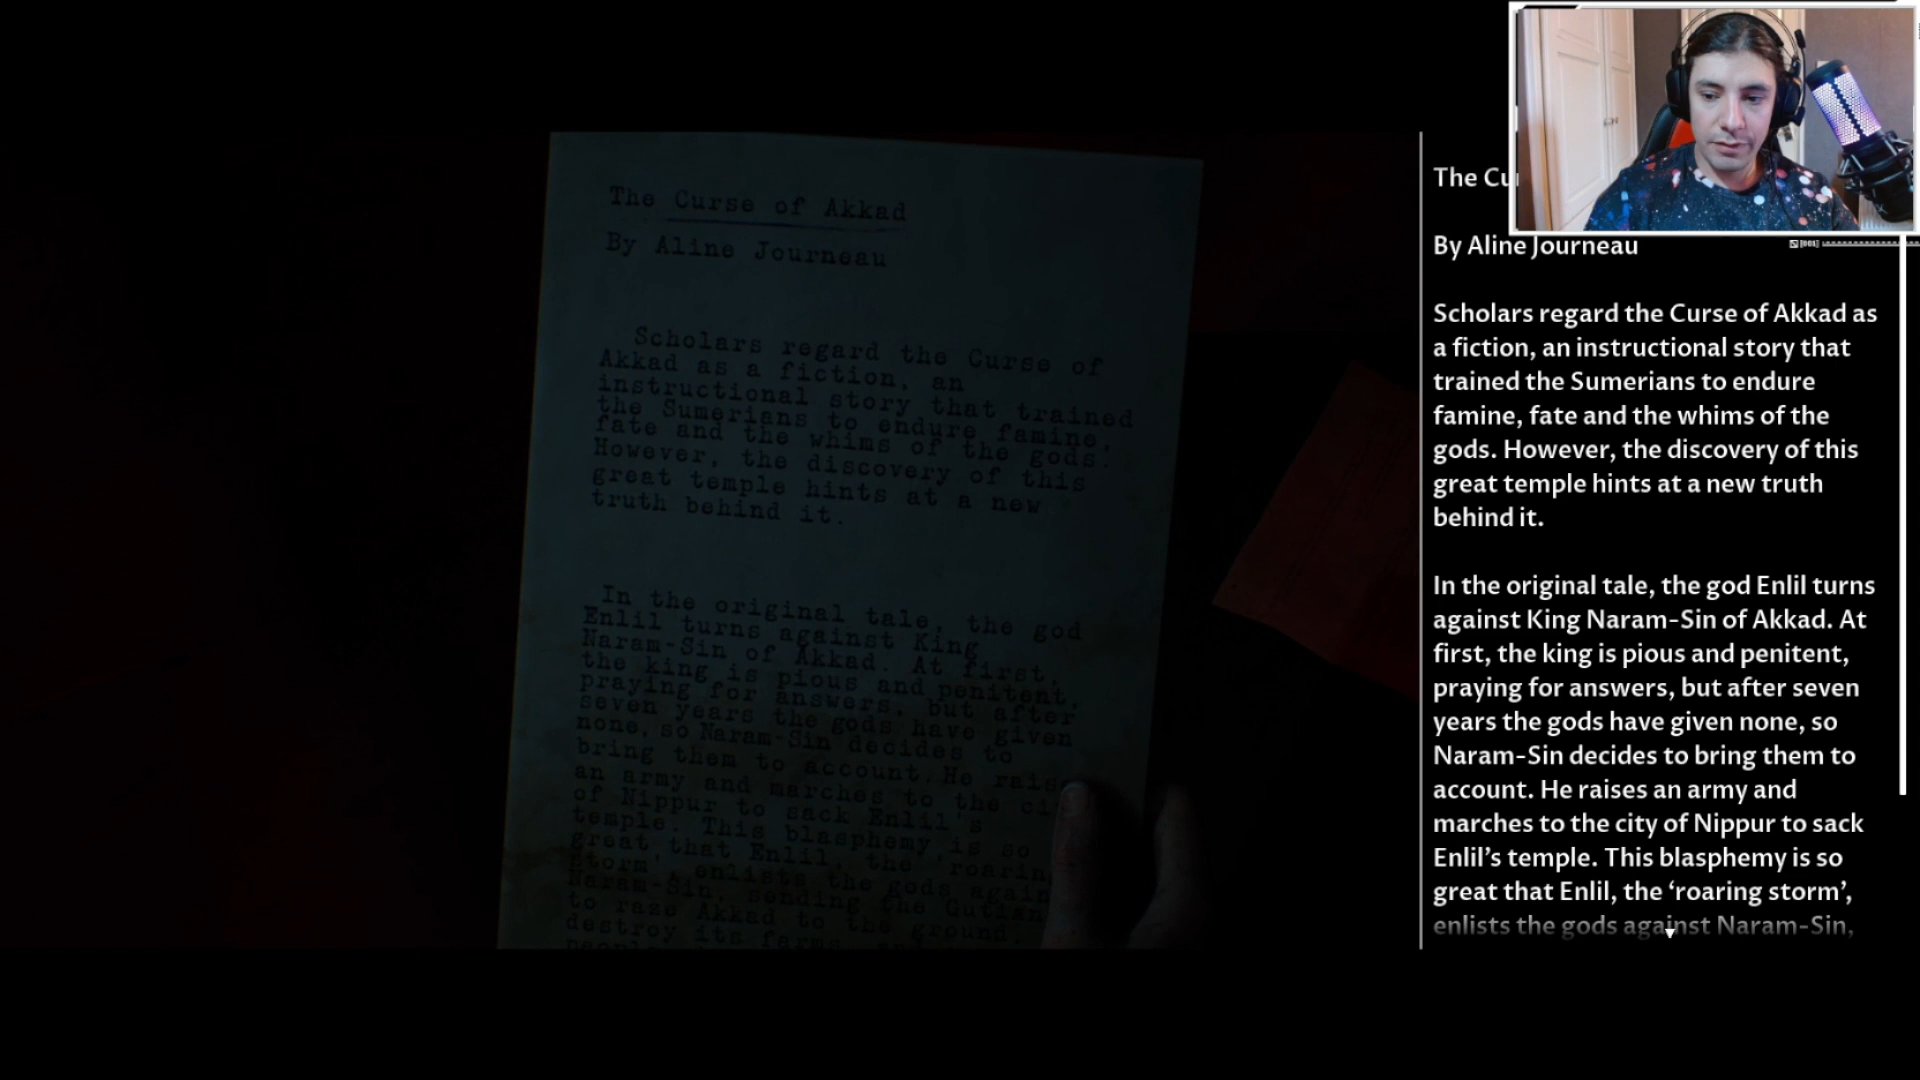 The Curse of Akkad
By Aline Journeau
Scholars regard the Curse of
Akkad as a fiction, an
instructional story that trained
the Sumerians to endure famine,
fate and the whims of the gods.
However, the discovery of this
great temple hints at a new
truth behind it.
In the original tale, the god
Enlil turns against King
Naram-Sin of Akkad. At first,
the king is pious and penitent,
praying for answers, but after
seven years the gods have given
none, so Naram-Sin decides to
bring them to account. He raise
an army and marches to the ci
of Nippur to sack Enlil's
temple. This blasphemy is so
great that Enlil, the 'roarin
storm', enlists the gods again
Naram-Sin, sending the Gutian
to raze Akkad to the ground,
destroy its farms,
The Cu
By Aline Journeau
Scholars regard the Curse of Akkad as
a fiction, an instructional story that
trained the Sumerians to endure
famine, fate and the whims of the
gods. However, the discovery of this
great temple hints at a new truth
behind it.
In the original tale, the god Enlil turns
against King Naram-Sin of Akkad. At
first, the king is pious and penitent,
praying for answers, but after seven
years the gods have given none, so
Naram-Sin decides to bring them to
account. He raises an army and
marches to the city of Nippur to sack
Enlil's temple. This blasphemy is so
great that Enlil, the ‘roaring storm’,
enlists the gods against Naram-Sin,